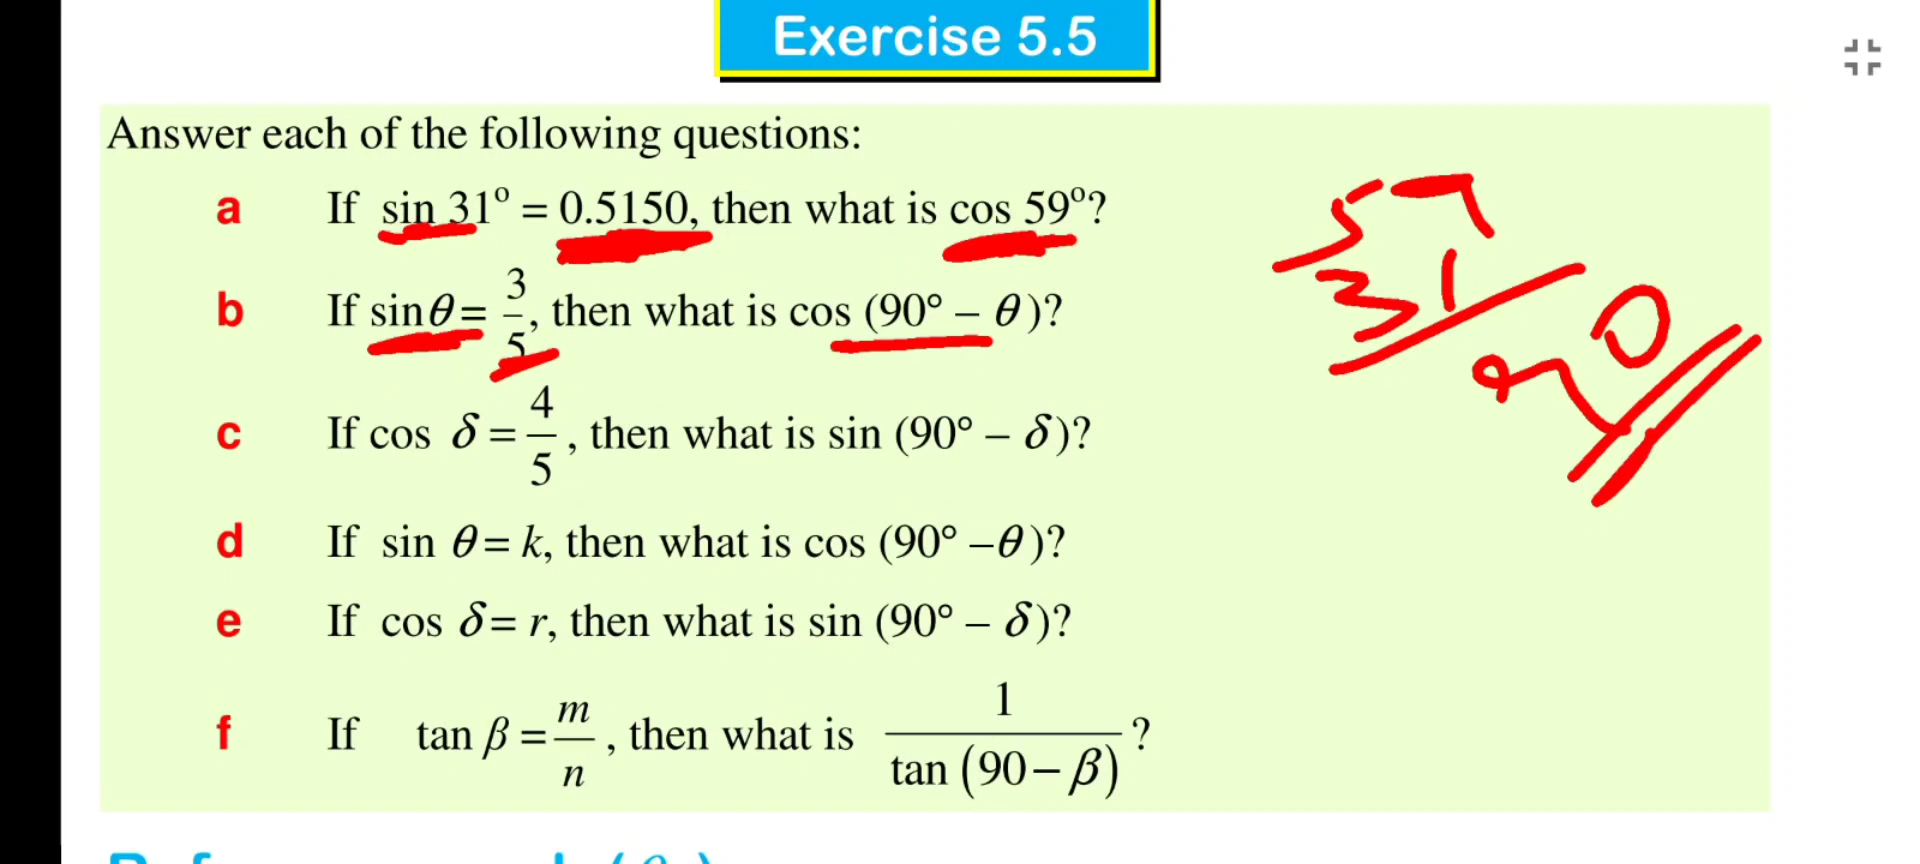 Exercise 5.5
Answer each of the following questions:
a If sin 31° = 0.5150, then what is cos 59°?
b If sinθ = 3/5, then what is cos (90° – θ)?
c If cos δ = 4/5, then what is sin (90° – δ)?
d If sin θ = k, then what is cos (90° –θ)?
e If cos δ = r, then what is sin (90° – δ)?
f If tan β = m/n, then what is 1/tan (90 – β)?
31